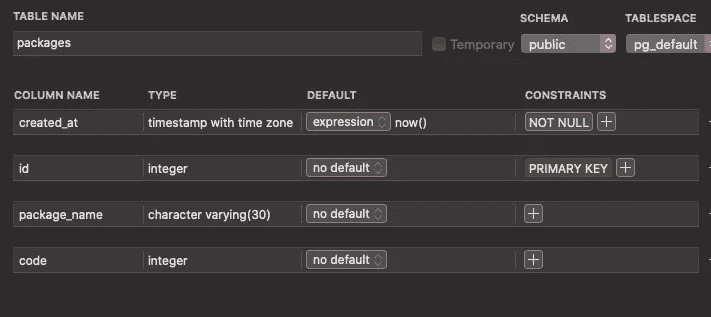 TABLE NAME SCHEMA TABLESPACE
packages Temporary public pg_default
COLUMN NAME TYPE DEFAULT CONSTRAINTS
created_at timestamp with time zone expression now() NOT NULL +
id integer no default PRIMARY KEY +
package_name character varying(30) no default +
code integer no default +